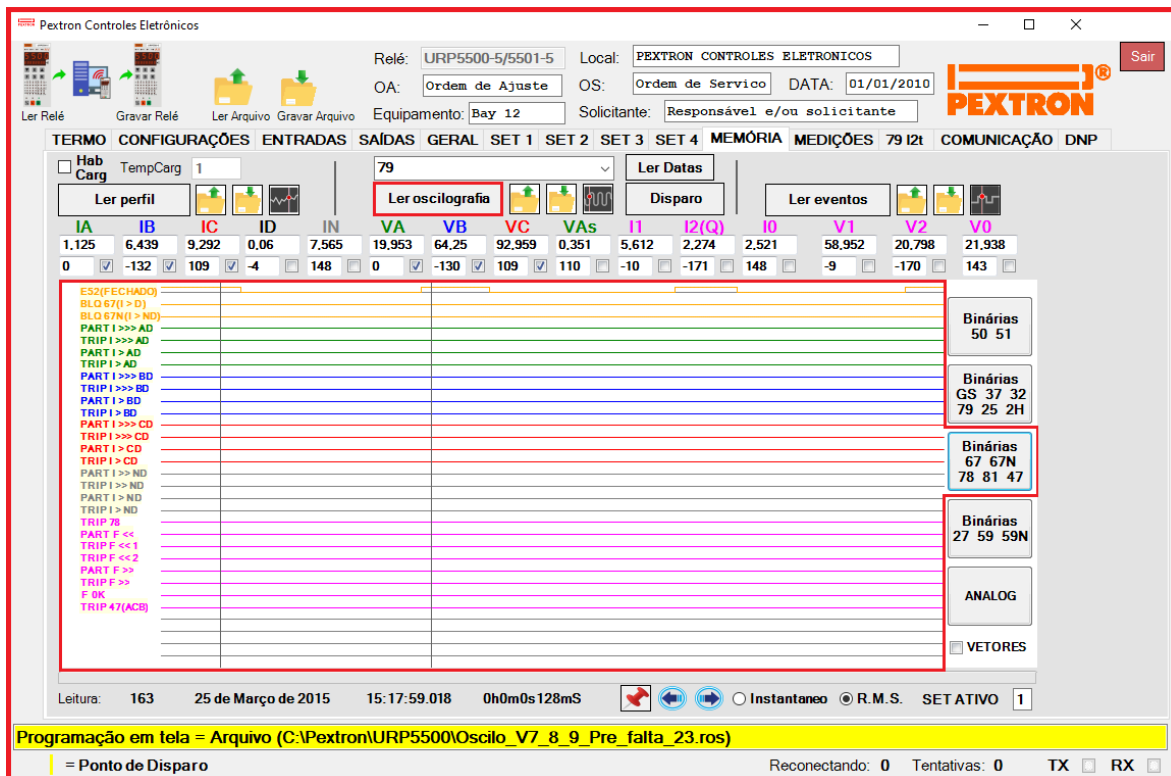 Pextron Controles Eletrônicos
Relé: URP5500-5/5501-5 Local: PEXTRON CONTROLES ELETRONICOS Sair
OA: Ordem de Ajuste OS: Ordem de Servico DATA: 01/01/2010
Ler Relé Gravar Relé Ler Arquivo Gravar Arquivo Equipamento: Bay 12 Solicitante: Responsável e/ou solicitante PEXTRON
TERMO CONFIGURAÇÕES ENTRADAS SAÍDAS GERAL SET 1 SET 2 SET 3 SET 4 MEMÓRIA MEDIÇÕES 79 I2t COMUNICAÇÃO DNP
Hab Carg TempCarg 1 79 Ler Datas
Ler perfil Ler oscilografia Disparo Ler eventos
IA IB IC ID IN VA VB VC VAs I1 I2(Q) I0 V1 V2 V0
1,125 6,439 9,292 0,06 7,565 19,953 64,25 92,959 0,351 5,612 2,274 2,521 58,952 20,798 21,938
0 -132 109 -4 148 0 -130 109 110 -10 -171 148 -9 -170 143
E52(FECHADO)
BLQ 67(I > D)
BLQ 67N(I > ND)
PART I >>> AD
TRIP I >>> AD
PART I > AD
TRIP I > AD
PART I >>> BD
TRIP I >>> BD
PART I > BD
TRIP I > BD
PART I >>> CD
TRIP I >>> CD
PART I > CD
TRIP I > CD
PART I >> ND
TRIP I >> ND
PART I > ND
TRIP I > ND
TRIP 78
PART F <<
TRIP F << 1
TRIP F << 2
PART F >>
TRIP F >>
F OK
TRIP 47(ACB)
Binárias
50 51
Binárias
GS 37 32
79 25 2H
Binárias
67 67N
78 81 47
Binárias
27 59 59N
ANALOG
VETORES
Leitura: 163 25 de Março de 2015 15:17:59.018 0h0m0s128mS Instantaneo R.M.S. SET ATIVO 1
Programação em tela = Arquivo (C:\Pextron\URP5500\Oscilo_V7_8_9_Pre_falta_23.ros)
= Ponto de Disparo Reconectando: 0 Tentativas: 0 TX RX